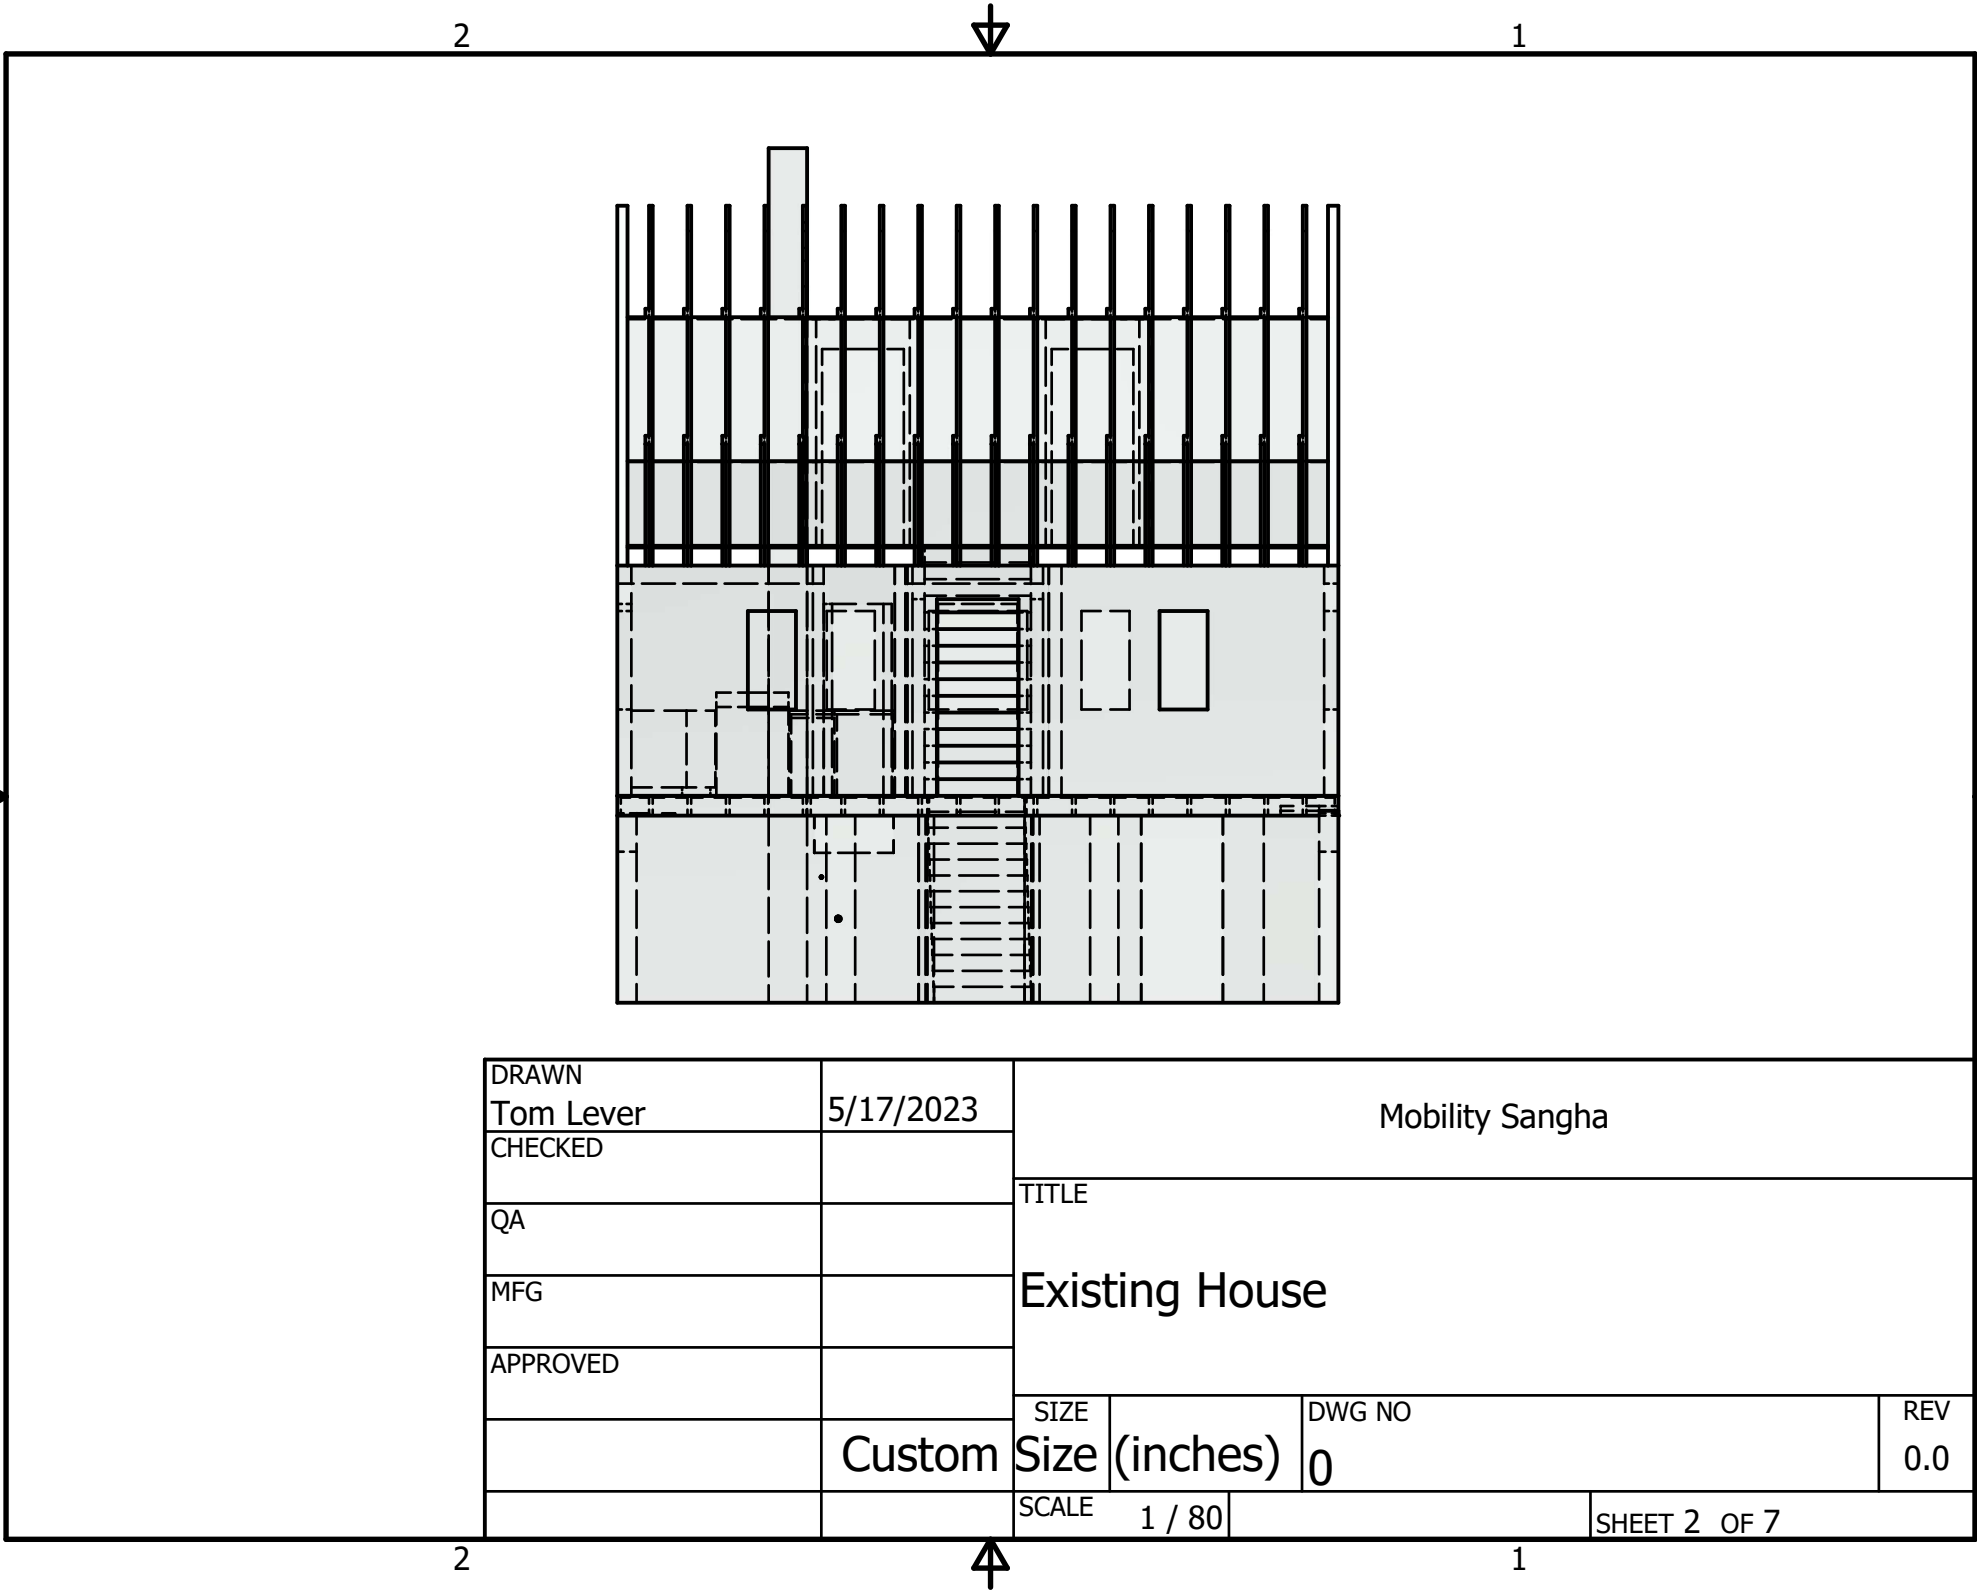 2 1
DRAWN
Tom Lever 5/17/2023
Mobility Sangha
CHECKED
TITLE
QA
Existing House
MFG
APPROVED
SIZE DWG NO REV
Custom Size (inches) 0 0.0
SCALE 1 / 80 SHEET 2 OF 7
2 1